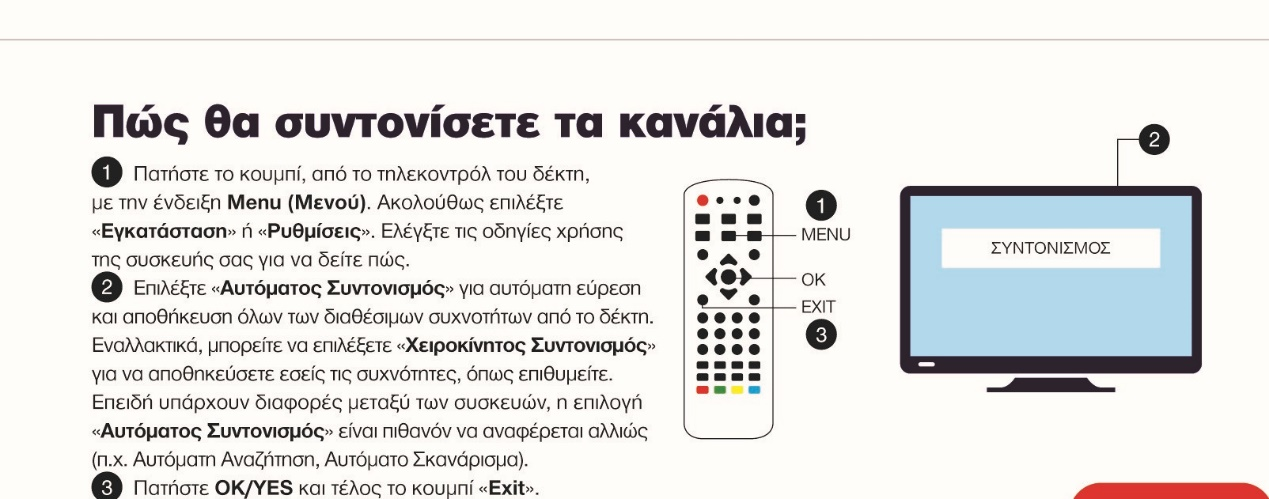 Πώς θα συντονίσετε τα κανάλια;
1 Πατήστε το κουμπί, από το τηλεκοντρόλ του δέκτη,
με την ένδειξη Menu (Μενού). Ακολούθως επιλέξτε
«Εγκατάσταση» ή «Ρυθμίσεις». Ελέγξτε τις οδηγίες χρήσης
της συσκευής σας για να δείτε πώς.
2 Επιλέξτε «Αυτόματος Συντονισμός» για αυτόματη εύρεση
και αποθήκευση όλων των διαθέσιμων συχνοτήτων από το δέκτη.
Εναλλακτικά, μπορείτε να επιλέξετε «Χειροκίνητος Συντονισμός»
για να αποθηκεύσετε εσείς τις συχνότητες, όπως επιθυμείτε.
Επειδή υπάρχουν διαφορές μεταξύ των συσκευών, η επιλογή
«Αυτόματος Συντονισμός» είναι πιθανόν να αναφέρεται αλλιώς
(π.χ. Αυτόματη Αναζήτηση, Αυτόματο Σκανάρισμα).
3 Πατήστε OK/YES και τέλος το κουμπί «Exit».
1
MENU
OK
EXIT
3
2
ΣΥΝΤΟΝΙΣΜΟΣ